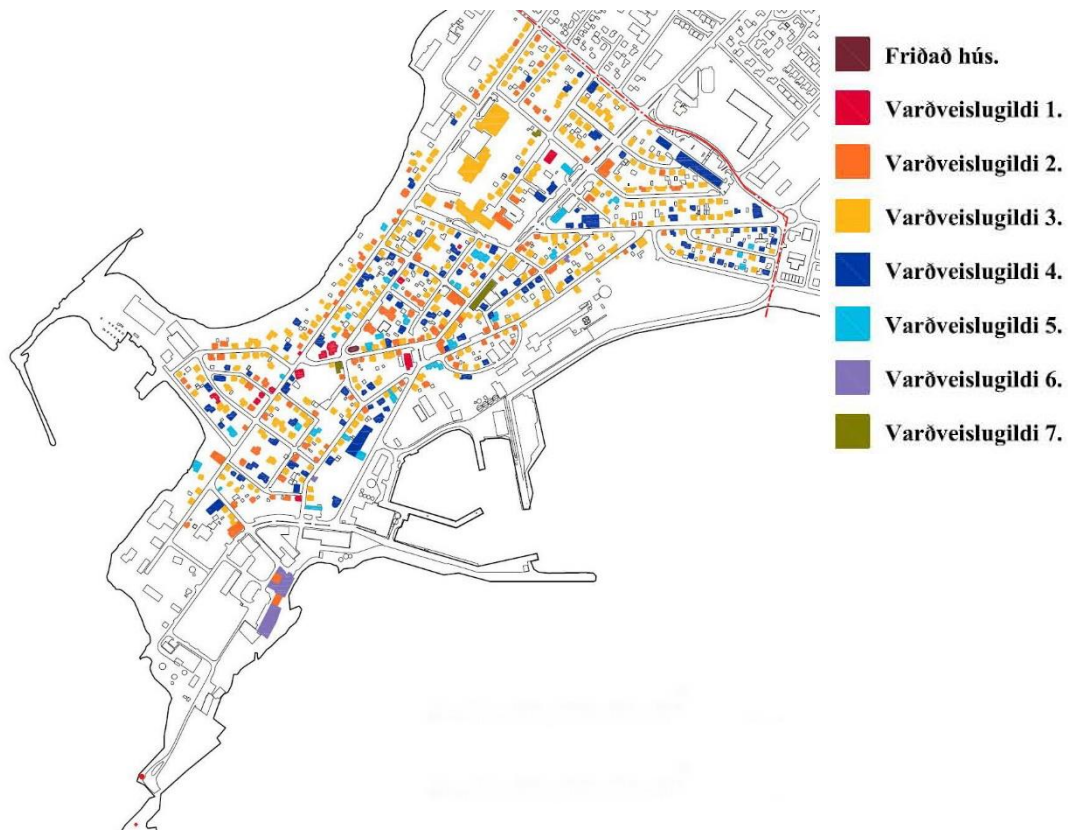 Friðað hús.
Varðveislugildi 1.
Varðveislugildi 2.
Varðveislugildi 3.
Varðveislugildi 4.
Varðveislugildi 5.
Varðveislugildi 6.
Varðveislugildi 7.